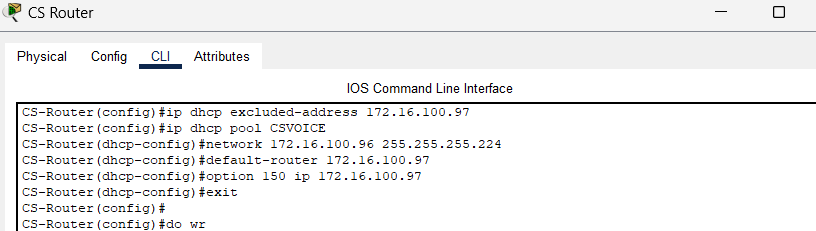 CS Router
Physical Config CLI Attributes
IOS Command Line Interface
CS-Router(config)#ip dhcp excluded-address 172.16.100.97
CS-Router(config)#ip dhcp pool CSVOICE
CS-Router(dhcp-config)#network 172.16.100.96 255.255.255.224
CS-Router(dhcp-config)#default-router 172.16.100.97
CS-Router(dhcp-config)#option 150 ip 172.16.100.97
CS-Router(dhcp-config)#exit
CS-Router(config)#
CS-Router(config)#do wr